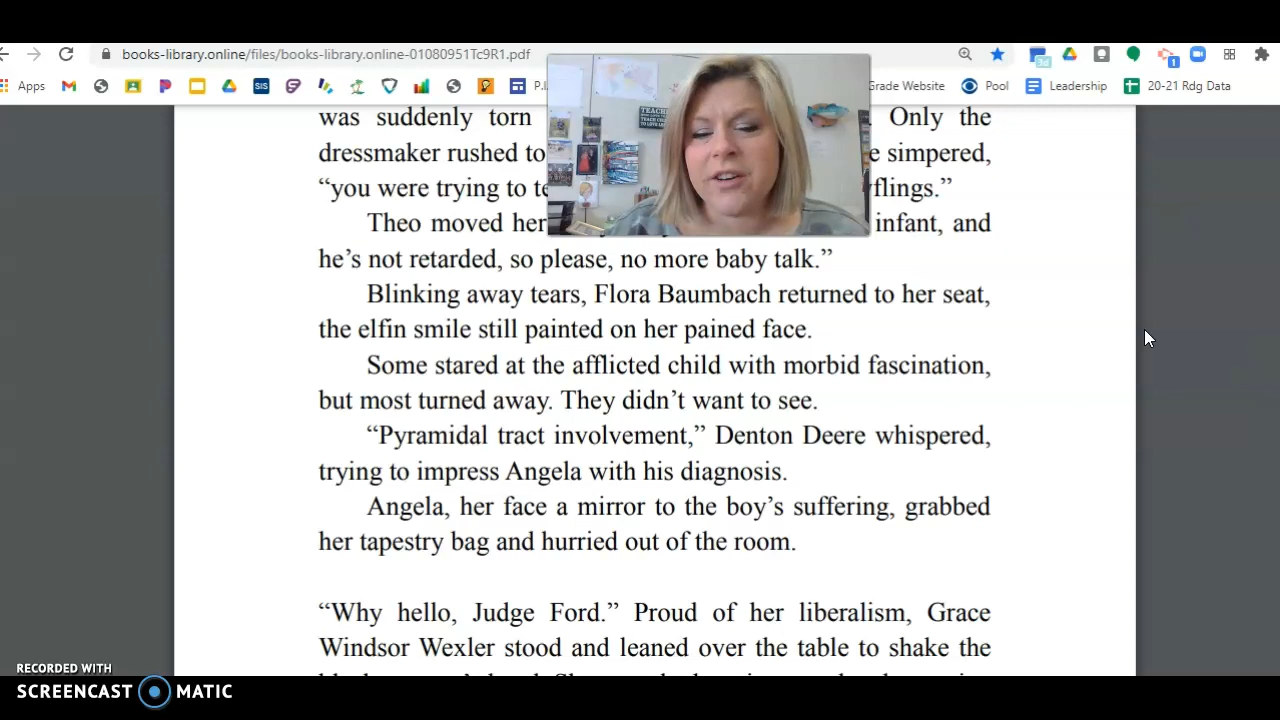 books-library.online/files/books-library.online-01080951Tc9R1.pdf
3d
1
Apps
SIS
P.I.
Grade Website
Pool
Leadership
20-21 Rdg Data
was suddenly torn Only the
dressmaker rushed to e simpered,
“you were trying to te yflings.”
Theo moved her infant, and
he’s not retarded, so please, no more baby talk.”
Blinking away tears, Flora Baumbach returned to her seat,
the elfin smile still painted on her pained face.
Some stared at the afflicted child with morbid fascination,
but most turned away. They didn’t want to see.
“Pyramidal tract involvement,” Denton Deere whispered,
trying to impress Angela with his diagnosis.
Angela, her face a mirror to the boy’s suffering, grabbed
her tapestry bag and hurried out of the room.
“Why hello, Judge Ford.” Proud of her liberalism, Grace
Windsor Wexler stood and leaned over the table to shake the
RECORDED WITH
SCREENCAST MATIC